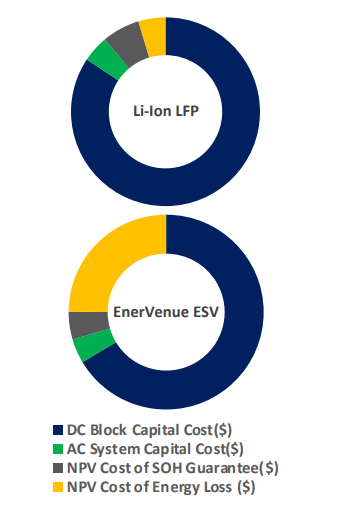 Li-Ion LFP
EnerVenue ESV
DC Block Capital Cost($)
AC System Capital Cost($)
NPV Cost of SOH Guarantee($)
NPV Cost of Energy Loss ($)